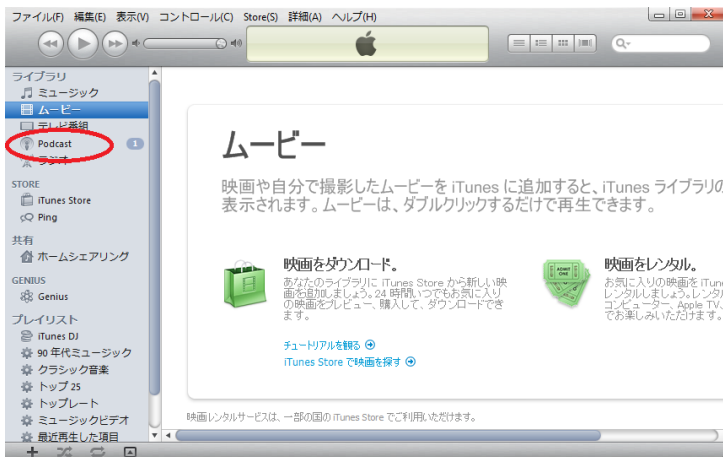 ファイル(F) 編集(E) 表示(V) コントロール(C) Store(S) 詳細(A) ヘルプ(H)
ライブラリ
ミュージック
ムービー
テレビ番組
Podcast 1
ラジオ
STORE
iTunes Store
Ping
共有
ホームシェアリング
GENIUS
Genius
プレイリスト
iTunes DJ
90 年代ミュージック
クラシック音楽
トップ 25
トップレート
ミュージックビデオ
最近再生した項目
ムービー
映画や自分で撮影したムービーを iTunes に追加すると、iTunes ライブラリの
表示されます。ムービーは、ダブルクリックするだけで再生できます。
映画をダウンロード。
あなたのライブラリに iTunes Store から新しい映
画を追加しましょう。24 時間いつでもお気に入り
の映画をプレビュー、購入して、ダウンロードでき
ます。
チュートリアルを観る
iTunes Store で映画を探す
ADMIT
ONE
映画をレンタル。
お気に入りの映画を iTun
レンタルしましょう。レンタル
コンピューター、Apple TV、
でお楽しみいただけます。
映画レンタルサービスは、一部の国の iTunes Store でご利用いただけます。